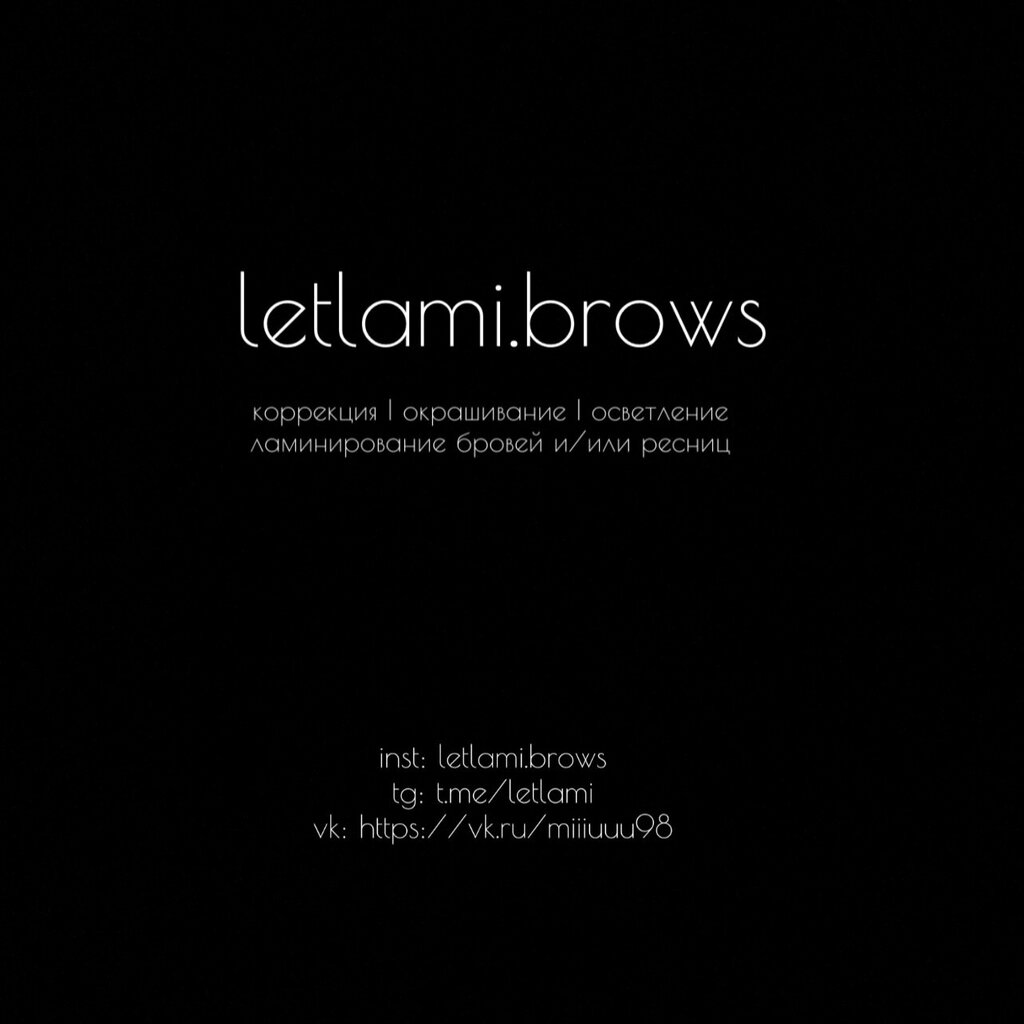 letlami.brows
коррекция | окрашивание | осветление
ламинирование бровей и/или ресниц
inst: letlami.brows
tg: t.me/letlami
vk: https://vk.ru/miiiuuu98